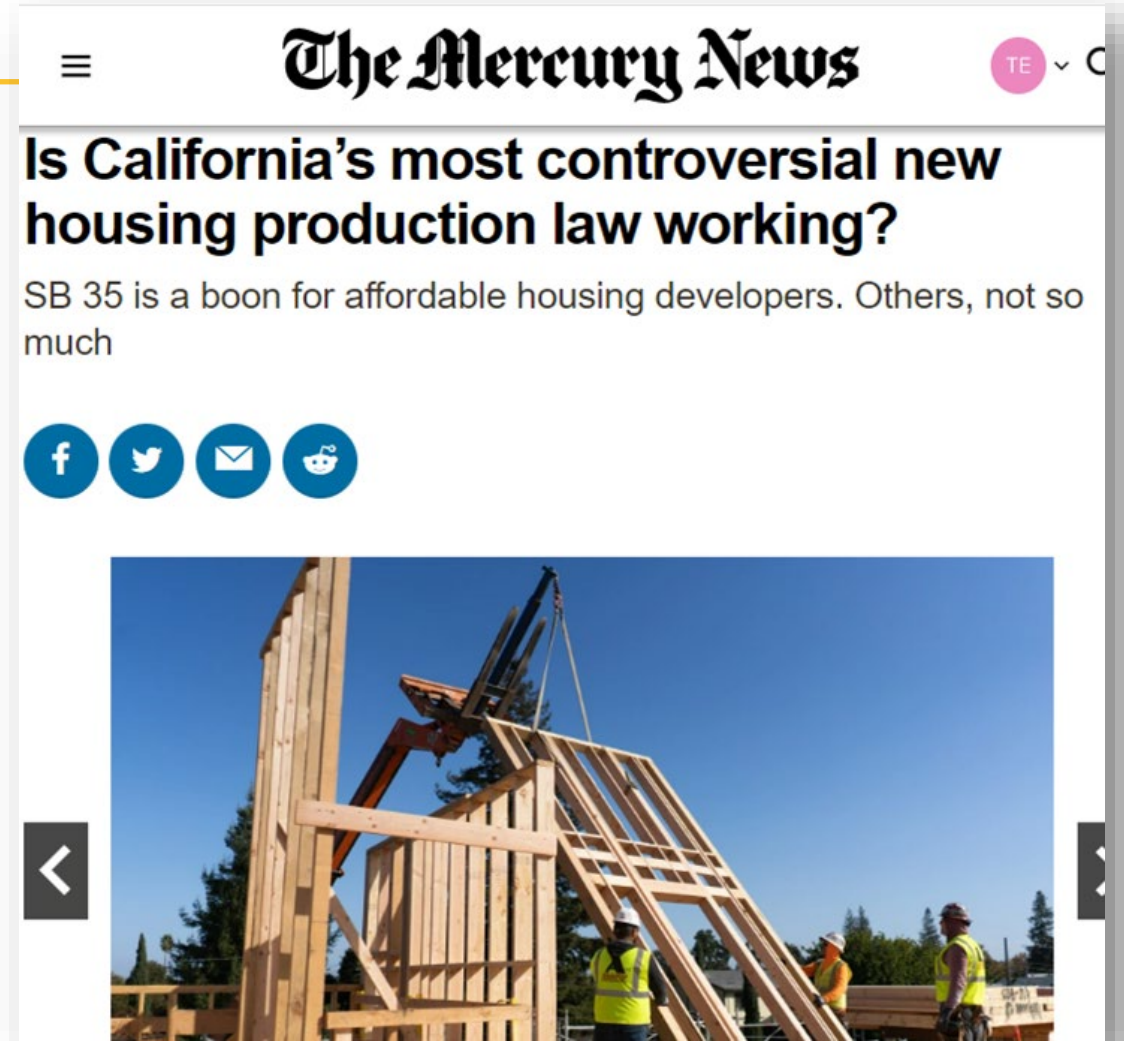 The Mercury News
TE
Is California’s most controversial new
housing production law working?
SB 35 is a boon for affordable housing developers. Others, not so
much